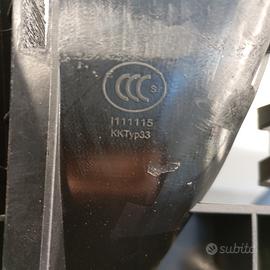 CCC S
I111115
KKTyp33
subito